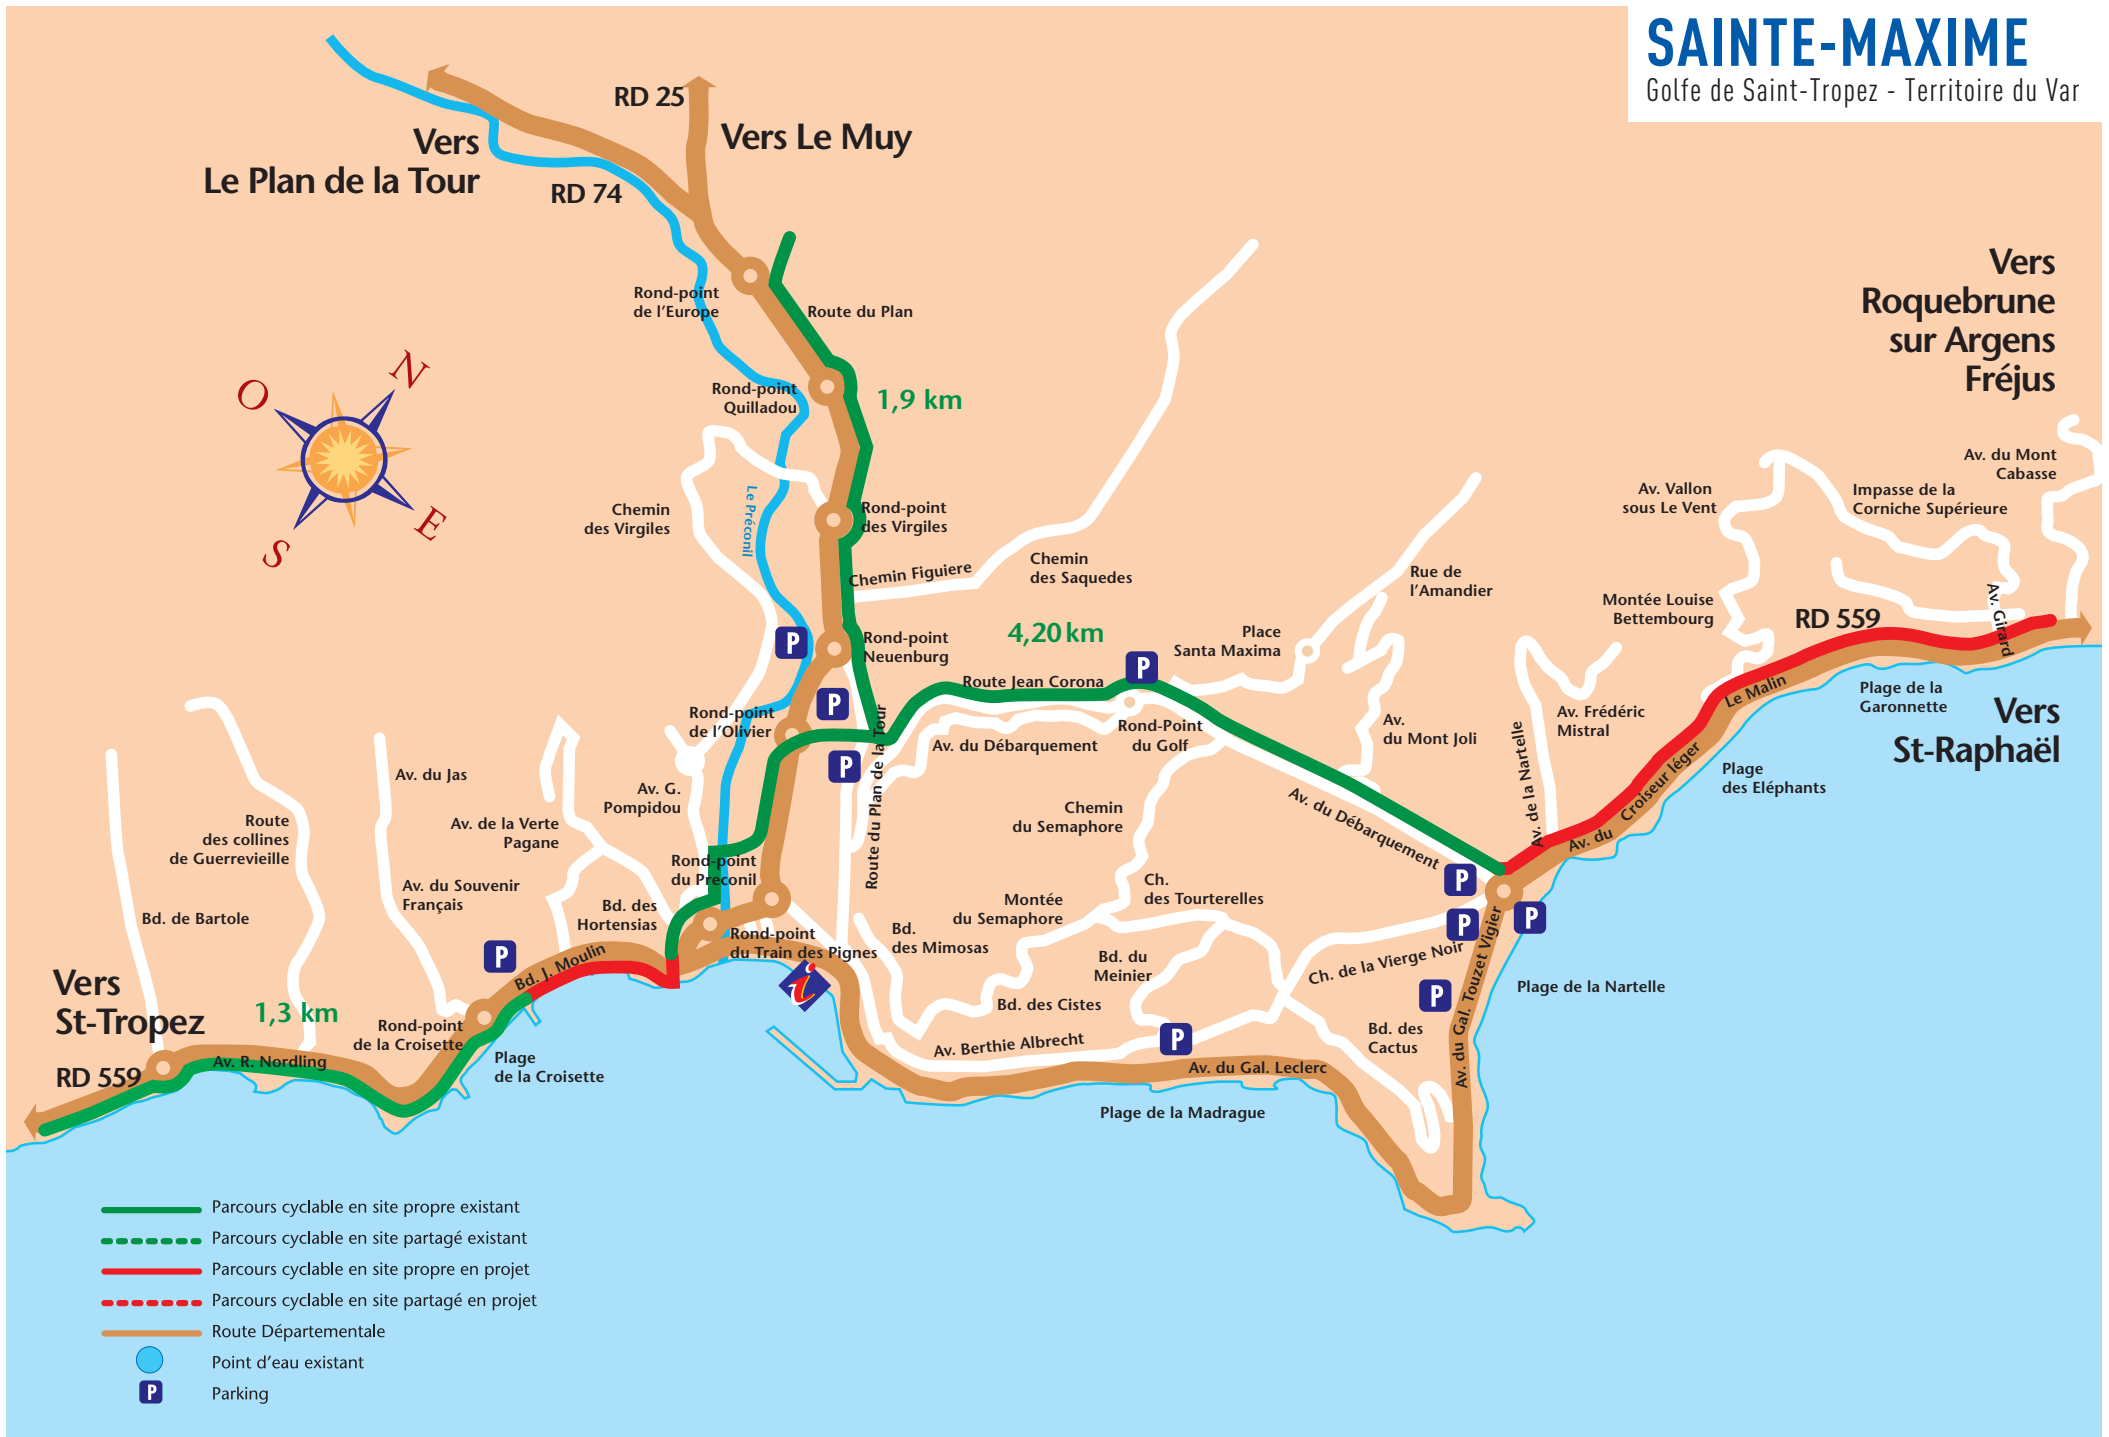 SAINTE-MAXIME
Golfe de Saint-Tropez - Territoire du Var
RD 25
Vers Le Muy
Vers
Le Plan de la Tour
RD 74
Rond-point
de l'Europe
Route du Plan
Vers
Roquebrune
sur Argens
Fréjus
N
O
E
S
Rond-point
Quilladou
1,9 km
Av. du Mont
Cabasse
Av. Vallon
sous Le Vent
Impasse de la
Corniche Supérieure
Le Préconil
Chemin
des Virgiles
Rond-point
des Virgiles
Chemin Figuiere
Chemin
des Saquedes
Rue de
l'Amandier
Montée Louise
Bettembourg
RD 559
Av. Girard
P
Rond-point
Neuenburg
4,20 km
Place
Santa Maxima
P
Route Jean Corona
Le Malin
Plage de la
Garonnette
Vers
St-Raphaël
P
Rond-point
de l'Olivier
Av. du Débarquement
Rond-Point
du Golf
Av.
du Mont Joli
Av. de la Nartelle
Av. Frédéric
Mistral
P
Route du Plan de la Tour
Av. du Jas
Av. G.
Pompidou
Plage
des Eléphants
Av. du Croiseur léger
Route
des collines
de Guerrevieille
Av. de la Verte
Pagane
Chemin
du Semaphore
Av. du Débarquement
Rond-point
du Preconil
P
Av. du Souvenir
Français
Ch.
des Tourterelles
Bd. de Bartole
Bd. des
Hortensias
Montée
du Semaphore
P
P
Rond-point
du Train des Pignes
Bd.
des Mimosas
P
Bd. J. Moulin
Bd. du
Meinier
Ch. de la Vierge Noir
Av. du Gal. Touzet Vigier
i
Vers
St-Tropez
Plage de la Nartelle
P
1,3 km
Bd. des Cistes
Rond-point
de la Croisette
Bd. des
Cactus
P
Av. Berthie Albrecht
Av. R. Nordling
Plage
de la Croisette
Av. du Gal. Leclerc
RD 559
Plage de la Madrague
Parcours cyclable en site propre existant
Parcours cyclable en site partagé existant
Parcours cyclable en site propre en projet
Parcours cyclable en site partagé en projet
Route Départementale
Point d'eau existant
P Parking